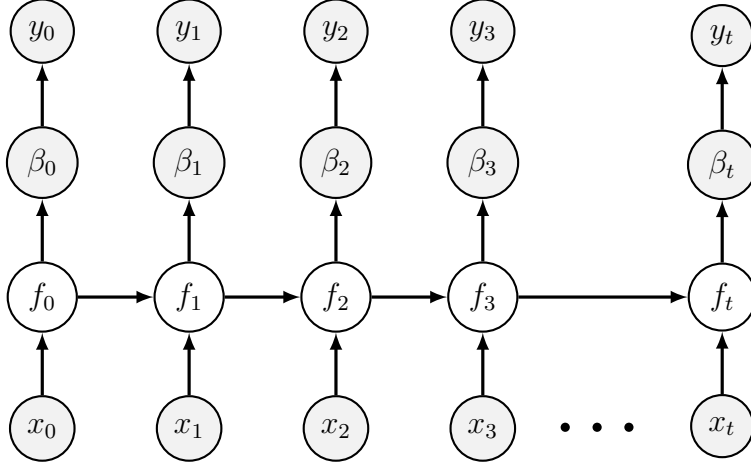 y₀ y₁ y₂ y₃ yₜ
β₀ β₁ β₂ β₃ βₜ
f₀ f₁ f₂ f₃ fₜ
x₀ x₁ x₂ x₃ • • • xₜ